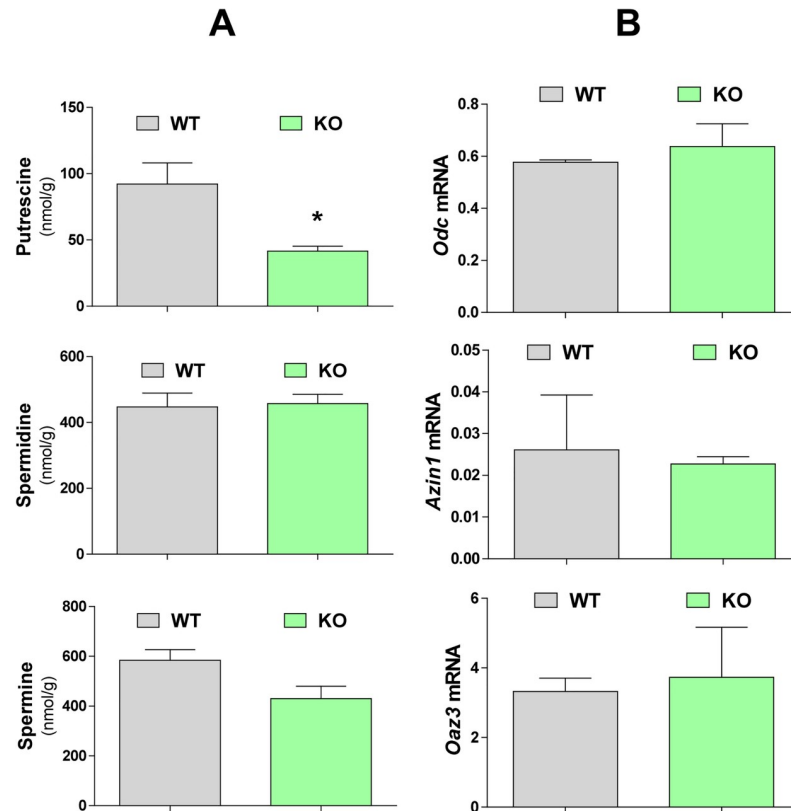 A
WT KO
Putrescine
(nmol/g)
150
100
50
0
*
WT KO
Spermidine
(nmol/g)
600
400
200
0
WT KO
Spermine
(nmol/g)
800
600
400
200
0
B
WT KO
Odc mRNA
0.8
0.6
0.4
0.2
0.0
WT KO
Azin1 mRNA
0.05
0.04
0.03
0.02
0.01
0.00
WT KO
Oaz3 mRNA
6
4
2
0